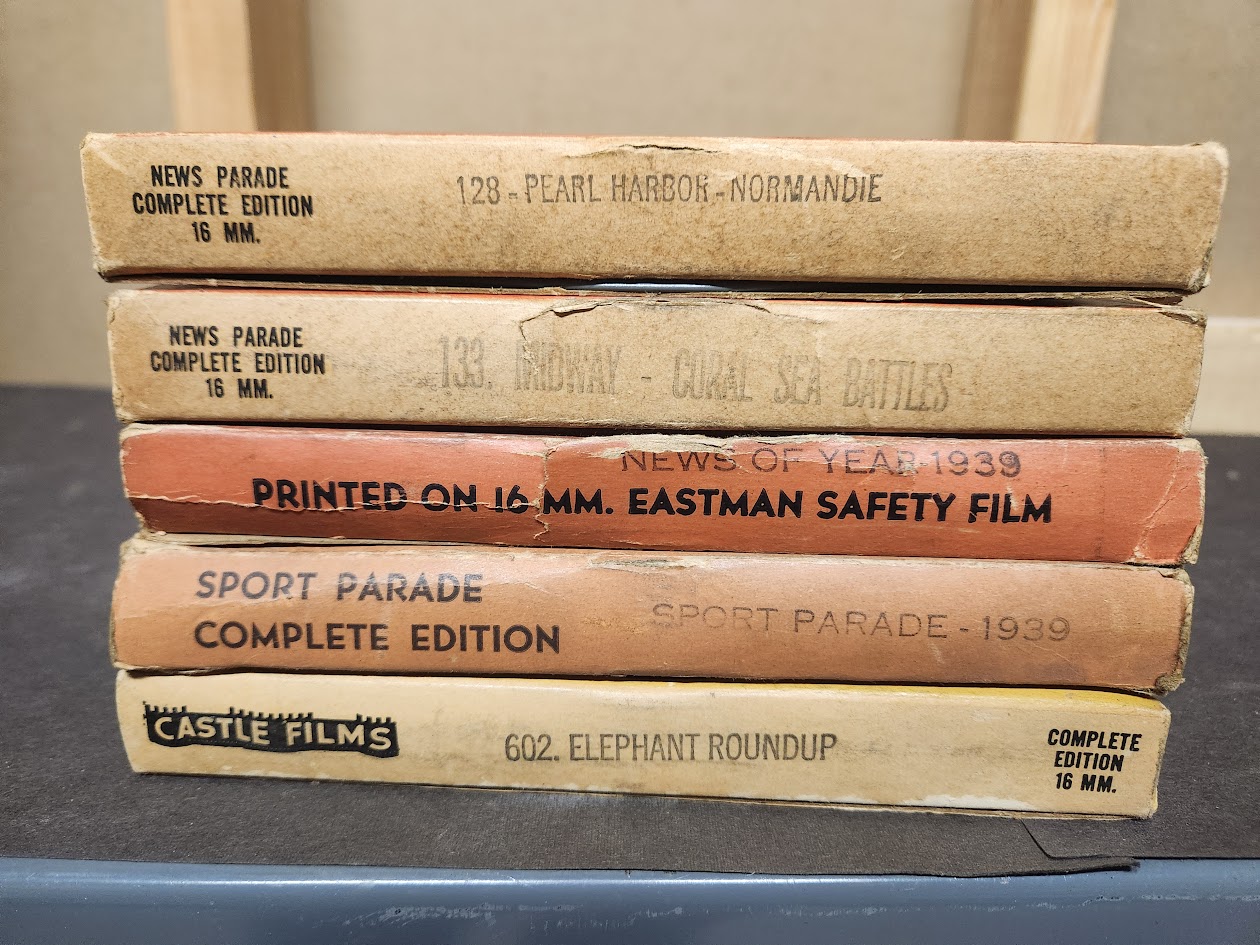 NEWS PARADE
COMPLETE EDITION
16 MM.
128 - PEARL HARBOR - NORMANDIE
NEWS PARADE
COMPLETE EDITION
16 MM.
133. MIDWAY - CORAL SEA BATTLES
NEWS OF YEAR-1939
PRINTED ON 16 MM. EASTMAN SAFETY FILM
SPORT PARADE
COMPLETE EDITION
SPORT PARADE - 1939
CASTLE FILMS
602. ELEPHANT ROUNDUP
COMPLETE
EDITION
16 MM.